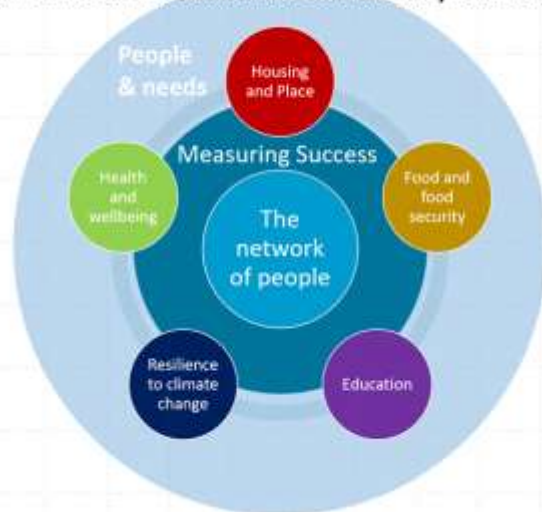 People
& needs
Housing
and Place
Measuring Success
Health
and
wellbeing
Food and
food
security
The
network
of people
Resilience
to climate
change
Education